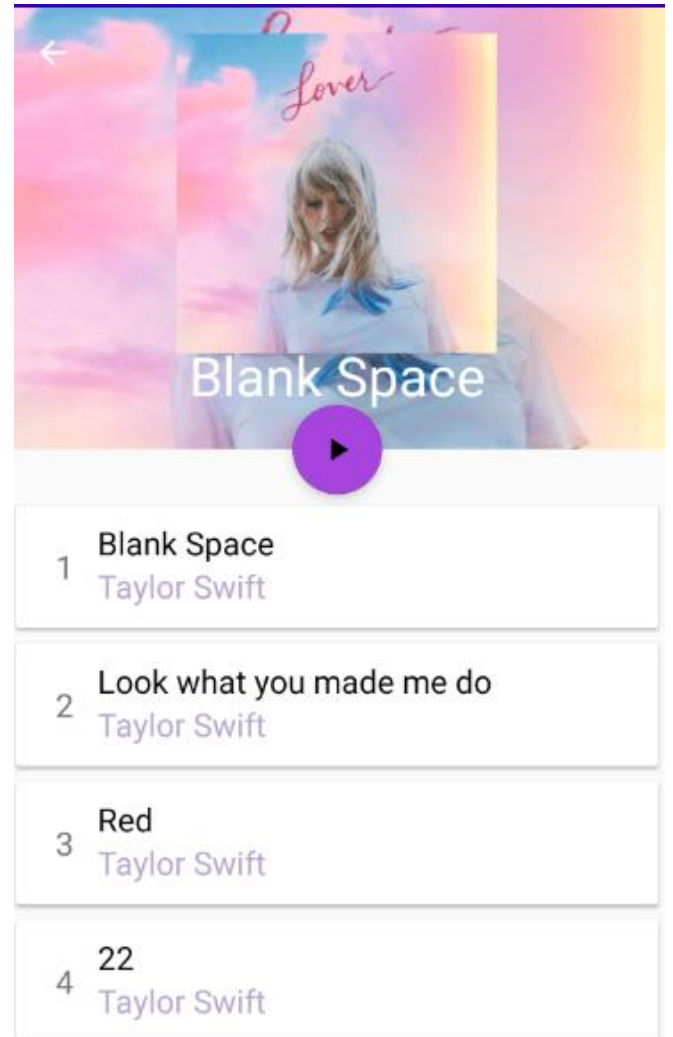 Lover
Blank Space
1
Blank Space
Taylor Swift
2
Look what you made me do
Taylor Swift
3
Red
Taylor Swift
4
22
Taylor Swift